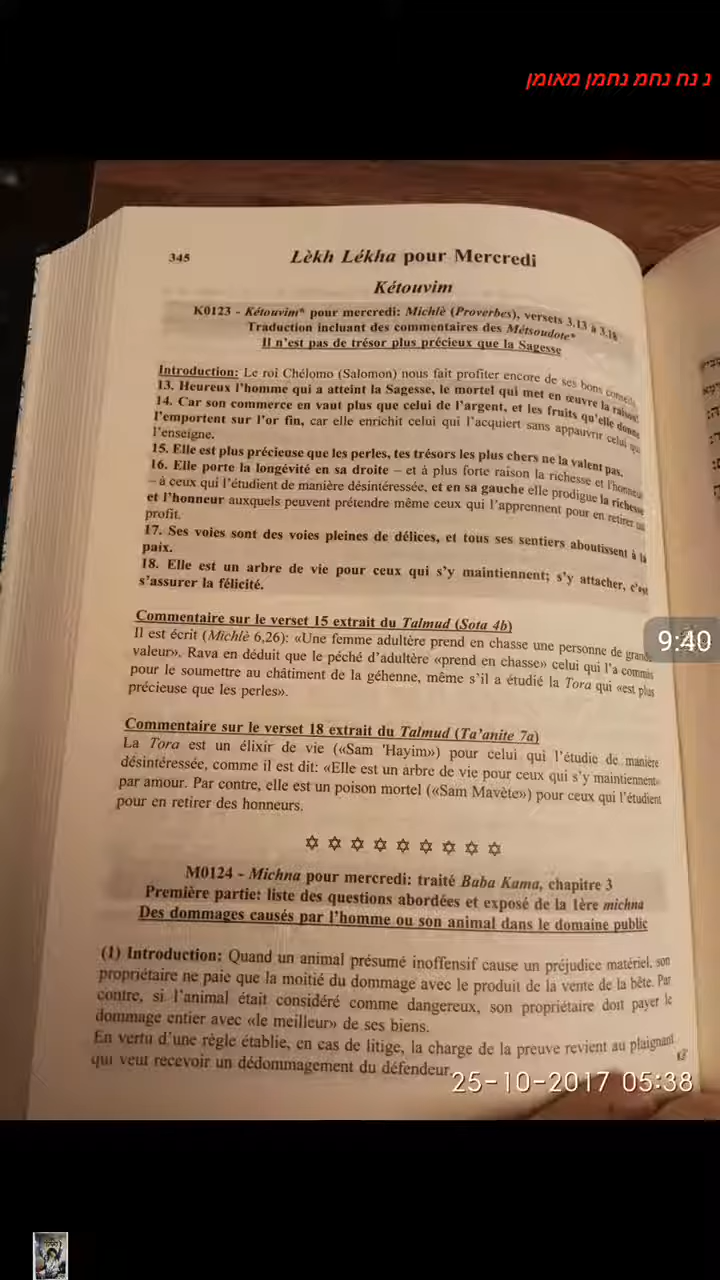 נ נח נחמ נחמן מאומן
345
Lèkh Lékha pour Mercredi
Kétouvim
K0123 - Kétouvim* pour mercredi: Michlè (Proverbes), versets 3,13 à 3,18
Traduction incluant des commentaires des Métsoudote*
Il n'est pas de trésor plus précieux que la Sagesse
Introduction: Le roi Chélomo (Salomon) nous fait profiter encore de ses bons conseils.
13. Heureux l'homme qui a atteint la Sagesse, le mortel qui met en œuvre la raison!
14. Car son commerce en vaut plus que celui de l'argent, et les fruits qu'elle donne
l'emportent sur l'or fin, car elle enrichit celui qui l'acquiert sans appauvrir celui qui
l'enseigne.
15. Elle est plus précieuse que les perles, tes trésors les plus chers ne la valent pas.
16. Elle porte la longévité en sa droite – et à plus forte raison la richesse et l'honneur
– à ceux qui l'étudient de manière désintéressée, et en sa gauche elle prodigue la richesse
et l'honneur auxquels peuvent prétendre même ceux qui l'apprennent pour en retirer un
profit.
17. Ses voies sont des voies pleines de délices, et tous ses sentiers aboutissent à la
paix.
18. Elle est un arbre de vie pour ceux qui s'y maintiennent; s'y attacher, c'est
s'assurer la félicité.
Commentaire sur le verset 15 extrait du Talmud (Sota 4b)
Il est écrit (Michlè 6,26): «Une femme adultère prend en chasse une personne de grande
valeur». Rava en déduit que le péché d'adultère «prend en chasse» celui qui l'a commis
pour le soumettre au châtiment de la géhenne, même s'il a étudié la Tora qui «est plus
précieuse que les perles».
9:40
Commentaire sur le verset 18 extrait du Talmud (Ta'anite 7a)
La Tora est un élixir de vie («Sam 'Hayim») pour celui qui l'étudie de manière
désintéressée, comme il est dit: «Elle est un arbre de vie pour ceux qui s'y maintiennent»
par amour. Par contre, elle est un poison mortel («Sam Mavète») pour ceux qui l'étudient
pour en retirer des honneurs.
✡ ✡ ✡ ✡ ✡ ✡ ✡ ✡ ✡
M0124 - Michna pour mercredi: traité Baba Kama, chapitre 3
Première partie: liste des questions abordées et exposé de la 1ère michna
Des dommages causés par l'homme ou son animal dans le domaine public
(1) Introduction: Quand un animal présumé inoffensif cause un préjudice matériel, son
propriétaire ne paie que la moitié du dommage avec le produit de la vente de la bête. Par
contre, si l'animal était considéré comme dangereux, son propriétaire doit payer le
dommage entier avec «le meilleur» de ses biens.
En vertu d'une règle établie, en cas de litige, la charge de la preuve revient au plaignant
qui veut recevoir un dédommagement du défendeur.
25-10-2017 05:38